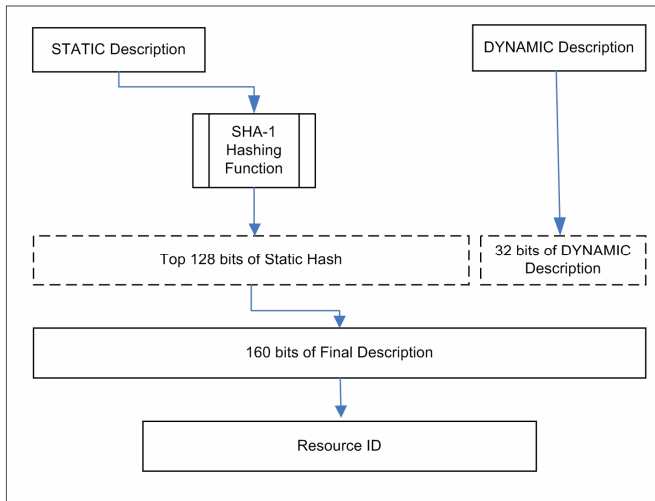 STATIC Description
DYNAMIC Description
SHA-1
Hashing
Function
Top 128 bits of Static Hash
32 bits of DYNAMIC
Description
160 bits of Final Description
Resource ID